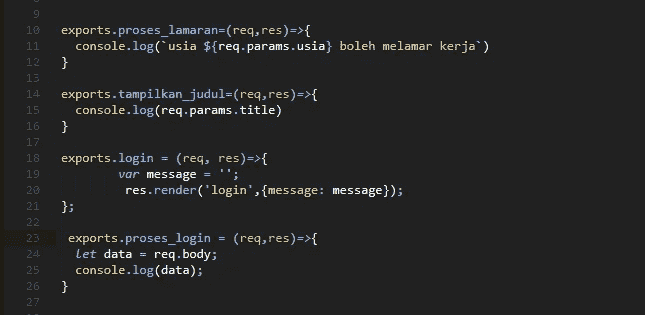 9
10 exports.proses_lamaran=(req,res)=>{
11   console.log(`usia ${req.params.usia} boleh melamar kerja`)
12 }
13
14 exports.tampilkan_judul=(req,res)=>{
15   console.log(req.params.title)
16 }
17
18 exports.login = (req, res)=>{
19         var message = '';
20          res.render('login',{message: message});
21 };
22
23  exports.proses_login = (req,res)=>{
24   let data = req.body;
25   console.log(data);
26 }
27